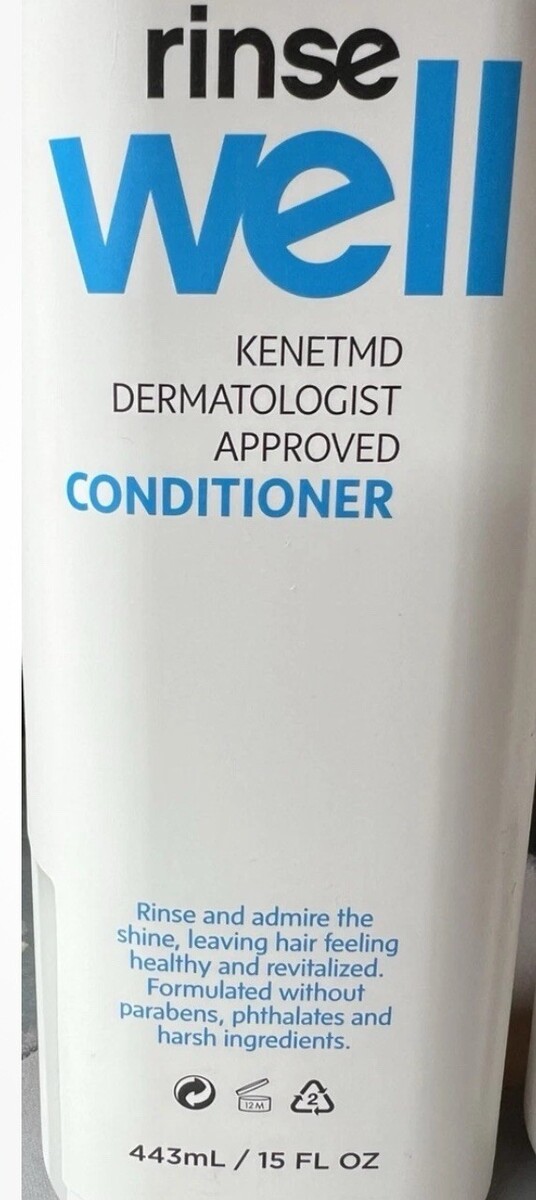 rinse
well
KENETMD
DERMATOLOGIST
APPROVED
CONDITIONER
Rinse and admire the
shine, leaving hair feeling
healthy and revitalized.
Formulated without
parabens, phthalates and
harsh ingredients.
12M 2
443mL / 15 FL OZ